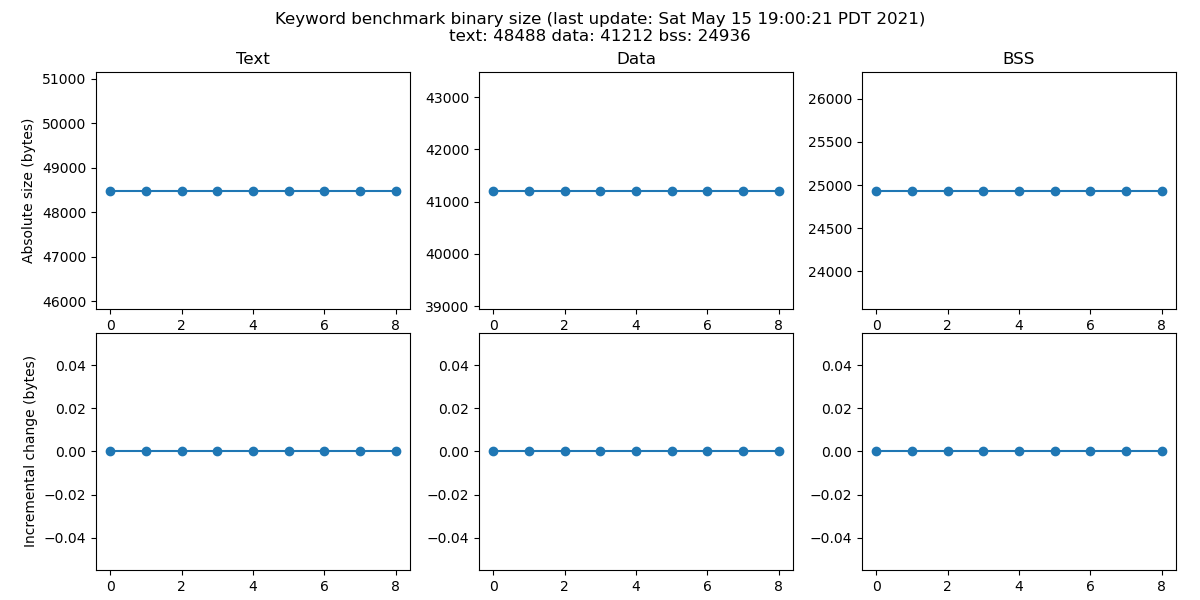 Keyword benchmark binary size (last update: Sat May 15 19:00:21 PDT 2021)
text: 48488 data: 41212 bss: 24936
Text
Absolute size (bytes)
51000
50000
49000
48000
47000
46000
0 2 4 6 8
Data
43000
42000
41000
40000
39000
0 2 4 6 8
BSS
26000
25500
25000
24500
24000
0 2 4 6 8
Incremental change (bytes)
0.04
0.02
0.00
−0.02
−0.04
0 2 4 6 8
0.04
0.02
0.00
−0.02
−0.04
0 2 4 6 8
0.04
0.02
0.00
−0.02
−0.04
0 2 4 6 8